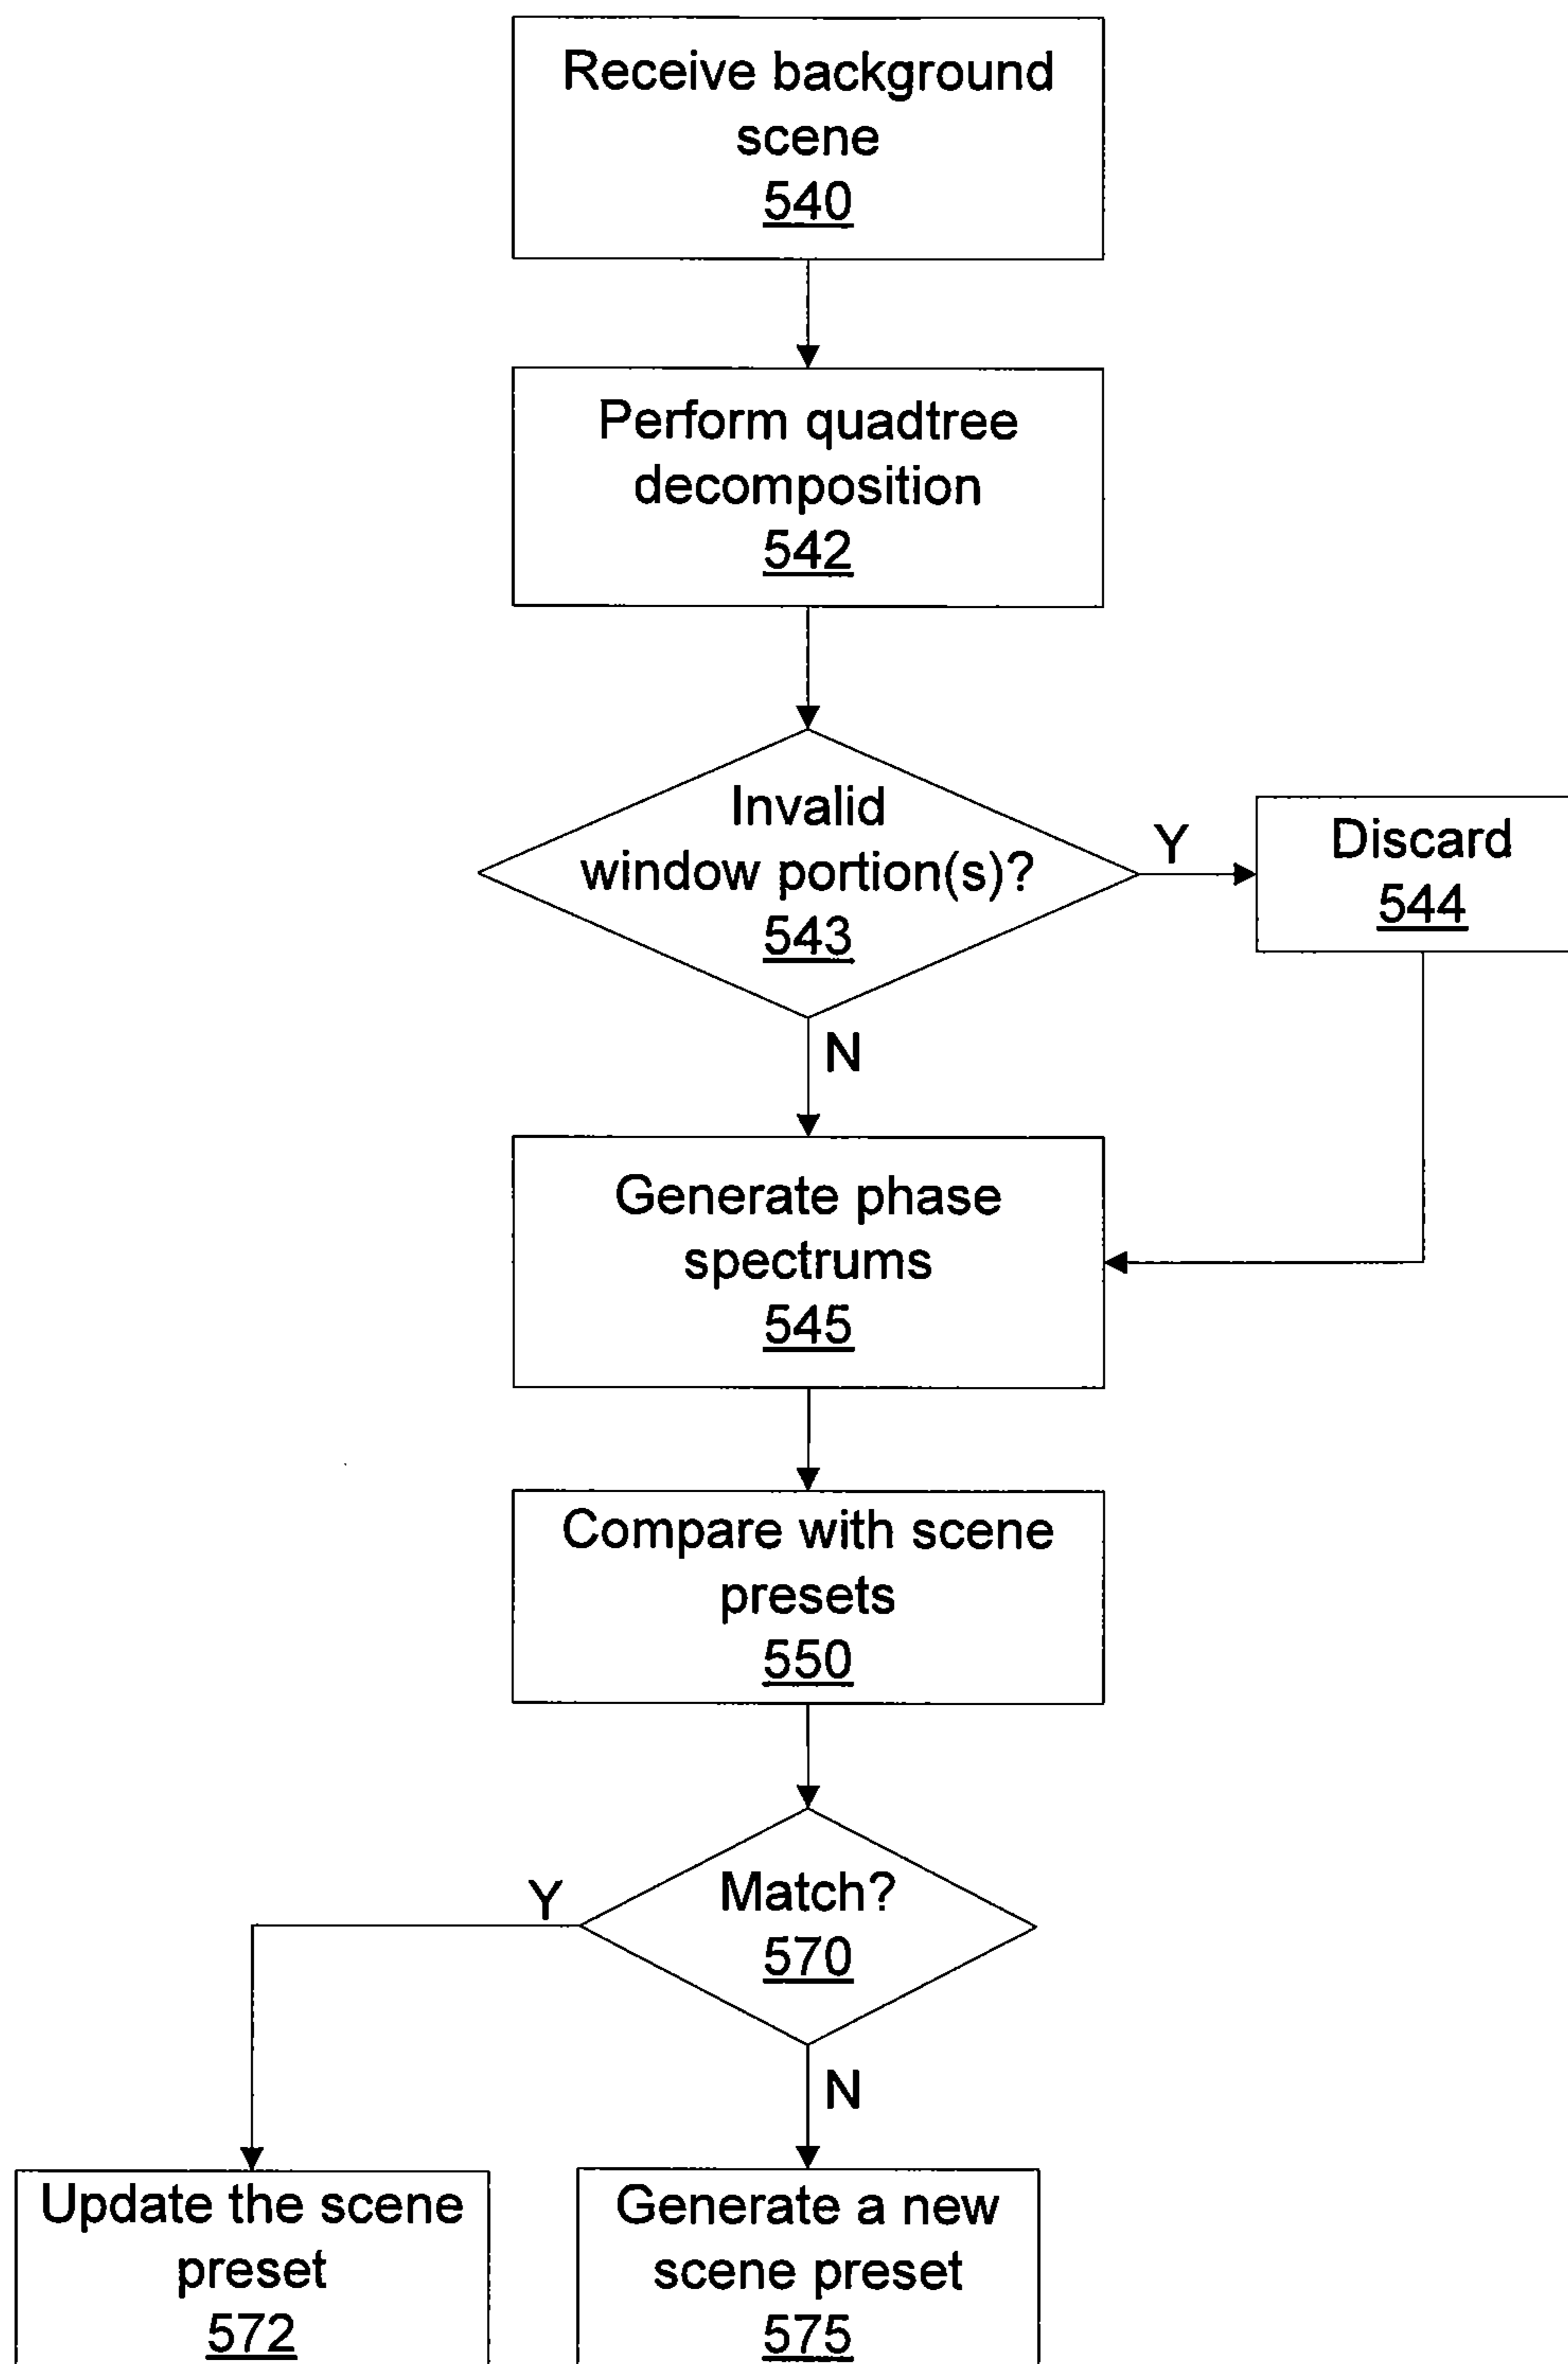 Receive background
scene
540
Perform quadtree
decomposition
542
Invalid
window portion(s)?
543
Y
Discard
544
N
Generate phase
spectrums
545
Compare with scene
presets
550
Match?
570
Y
N
Update the scene
preset
572
Generate a new
scene preset
575